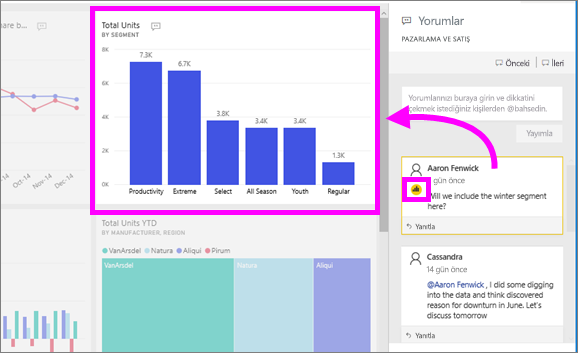 are b...
Oct-14
Nov-14
Dec-14
Total Units
BY SEGMENT
8K
6K
4K
2K
0K
7.3K
6.7K
3.8K
3.4K
3.4K
1.3K
Productivity
Extreme
Select
All Season
Youth
Regular
Total Units YTD
BY MANUFACTURER, REGION
VanArsdel Natura Aliqui Pirum
VanArsdel
Natura
Aliqui
Yorumlar
PAZARLAMA VE SATIŞ
Önceki
İleri
Yorumlarınızı buraya girin ve dikkatini
çekmek istediğiniz kişilerden @bahsedin.
Yayımla
Aaron Fenwick
gün önce
Will we include the winter segment
here?
Yanıtla
Cassandra
14 gün önce
@Aaron Fenwick , I did some digging
into the data and think discovered
reason for downturn in June. Let's
discuss tomorrow
Yanıtla